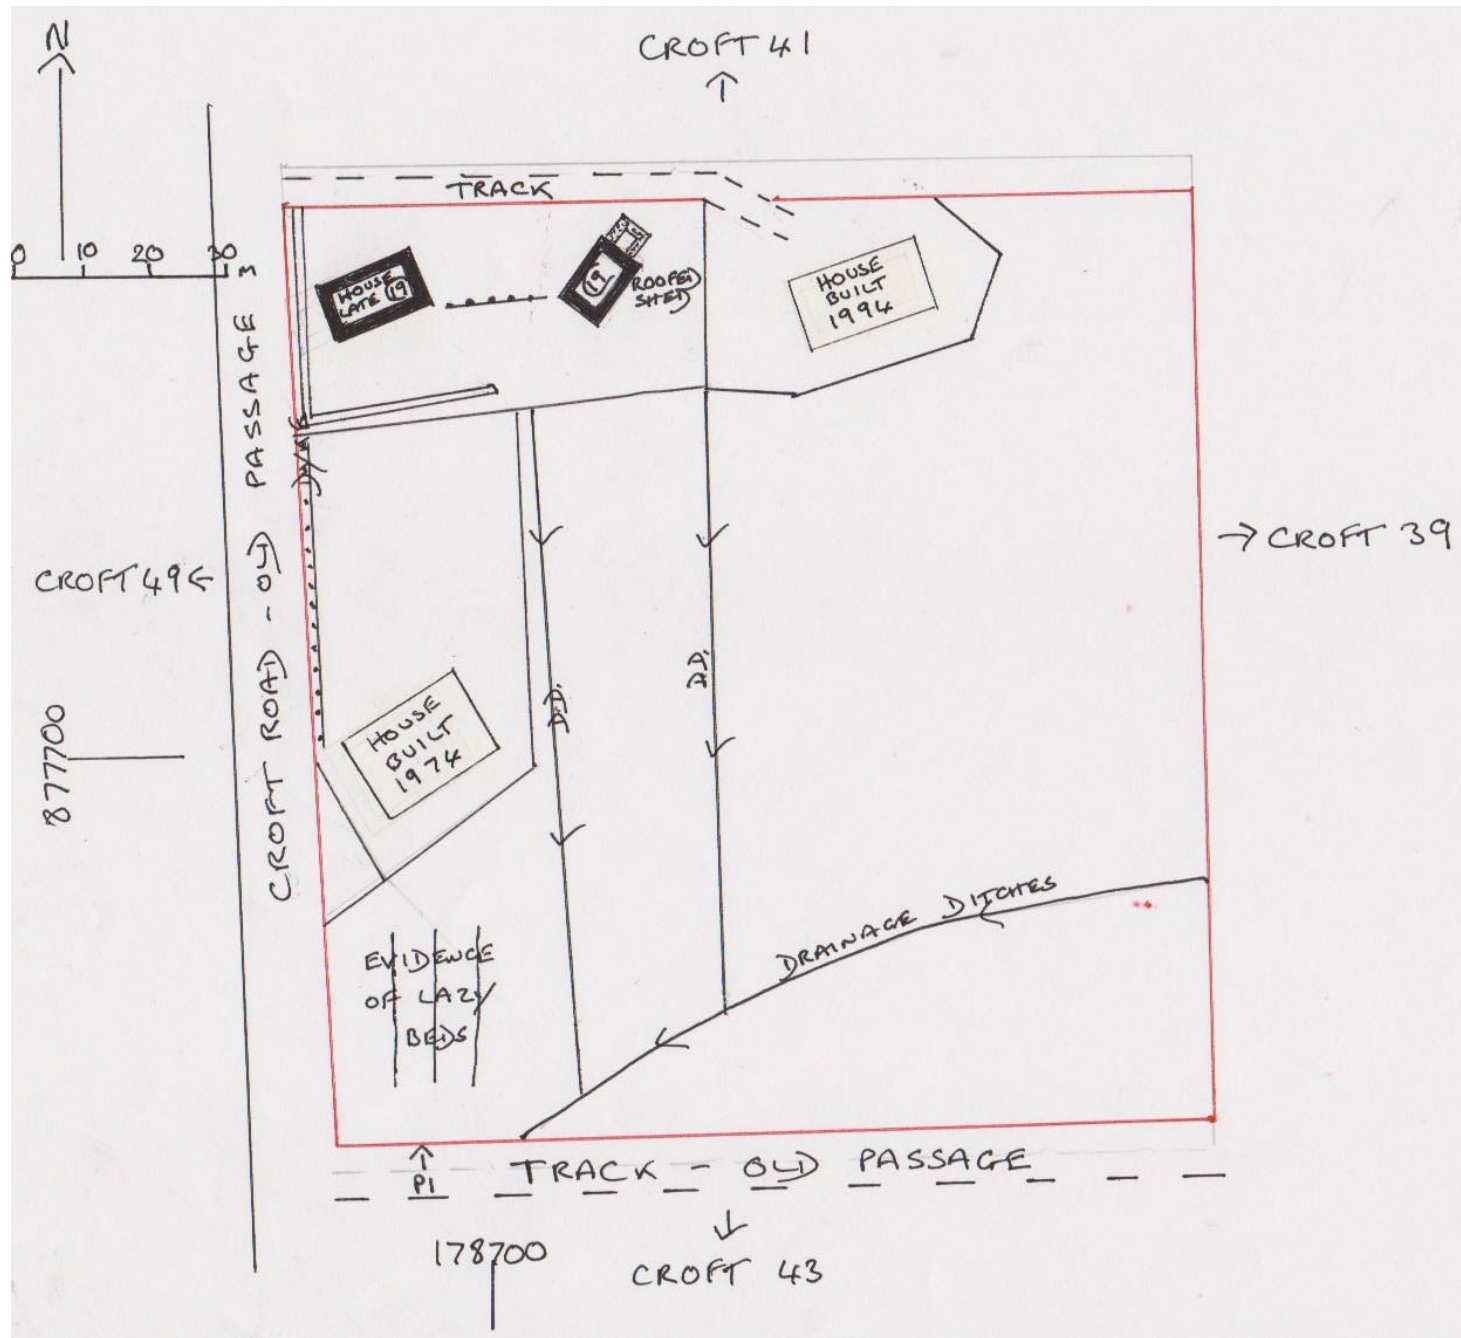 N
CROFT 41
TRACK
0 10 20 30
M
HOUSE
LATE 19
19
ROOFED
SHED
HOUSE
BUILT
1994
CROFT ROAD - OLD PASSAGE
D/D
CROFT 49
CROFT 39
877700
HOUSE
BUILT
1974
D.D.
D.D.
DRAINAGE DITCHES
EVIDENCE
OF LAZY
BEDS
P1
TRACK - OLD PASSAGE
178700
CROFT 43